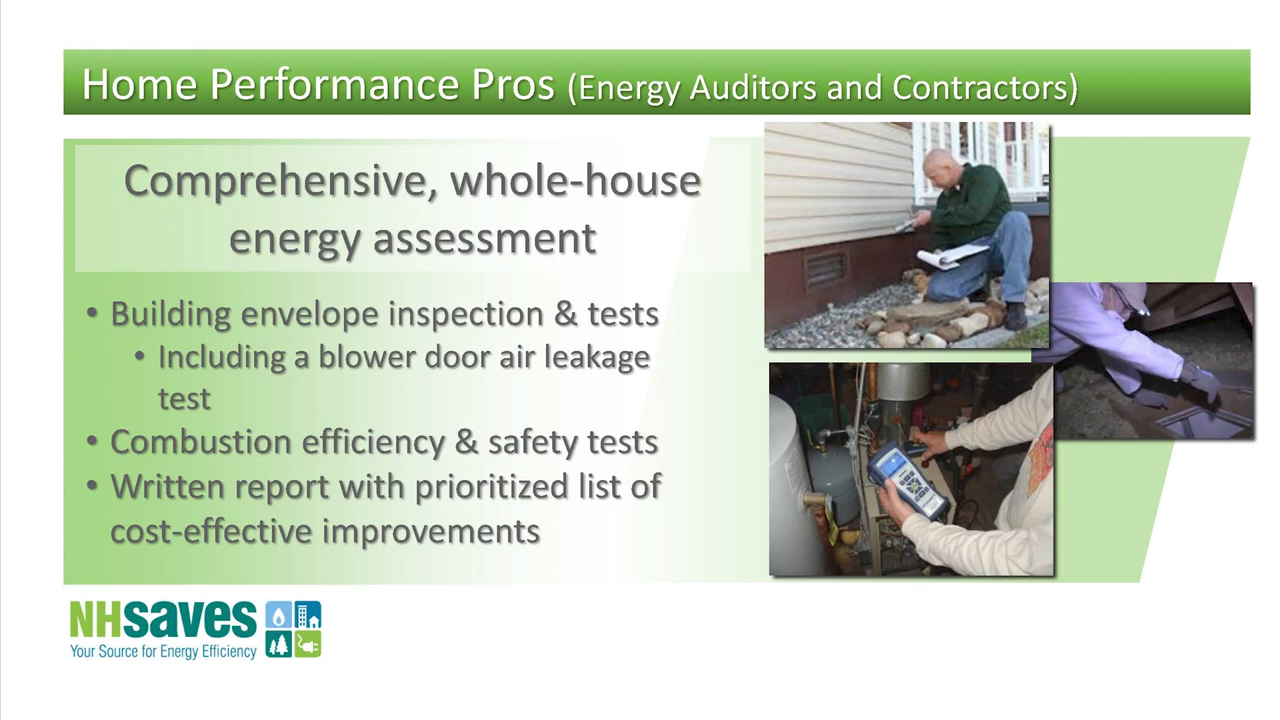 Home Performance Pros (Energy Auditors and Contractors)
Comprehensive, whole-house
energy assessment
• Building envelope inspection & tests
• Including a blower door air leakage
test
• Combustion efficiency & safety tests
• Written report with prioritized list of
cost-effective improvements
NHsaves
Your Source for Energy Efficiency